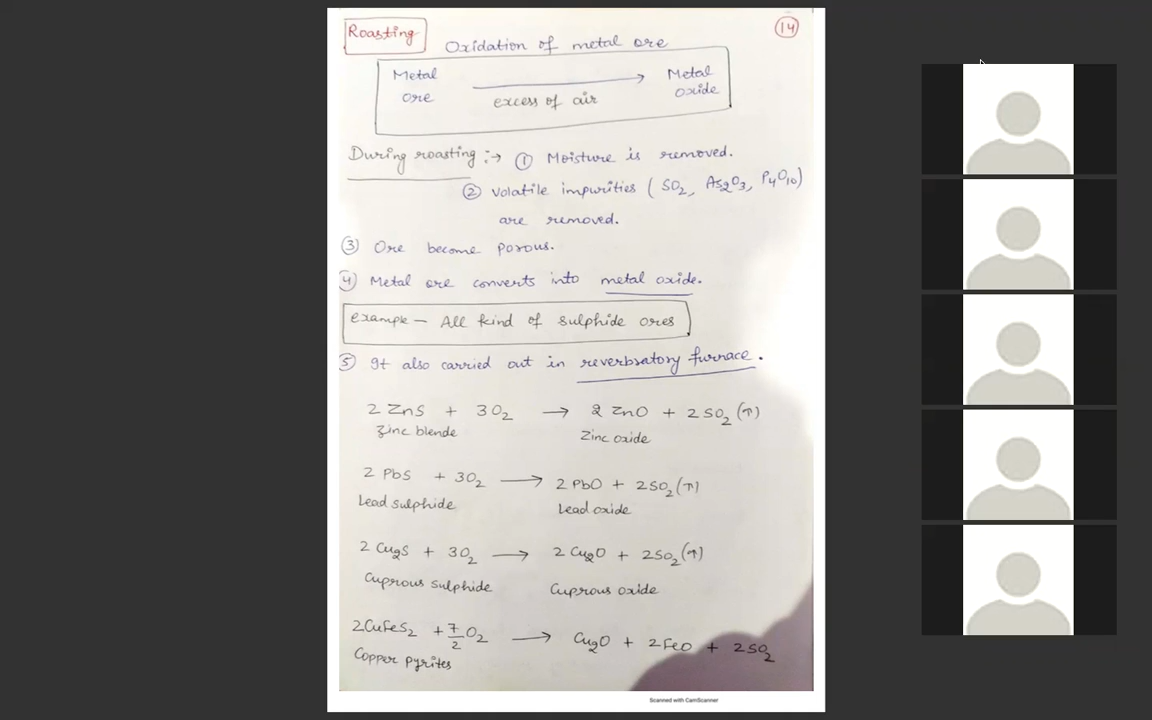 Roasting
14
Oxidation of metal ore
Metal ore → Metal oxide
excess of air
During roasting :→ ① Moisture is removed.
② volatile impurities ( SO₂, As₂O₃, P₄O₁₀)
are removed.
③ Ore become porous.
④ Metal ore converts into metal oxide.
example – All kind of sulphide ores
⑤ It also carried out in reverbratory furnace.
2 ZnS + 3O₂ → 2 ZnO + 2SO₂(↑)
Zinc blende Zinc oxide
2 PbS + 3O₂ → 2 PbO + 2SO₂(↑)
Lead sulphide Lead oxide
2 Cu₂S + 3O₂ → 2 Cu₂O + 2SO₂(↑)
Cuprous sulphide Cuprous oxide
2CuFeS₂ + 7/2 O₂ → Cu₂O + 2FeO + 2SO₂
Copper pyrites
Scanned with CamScanner